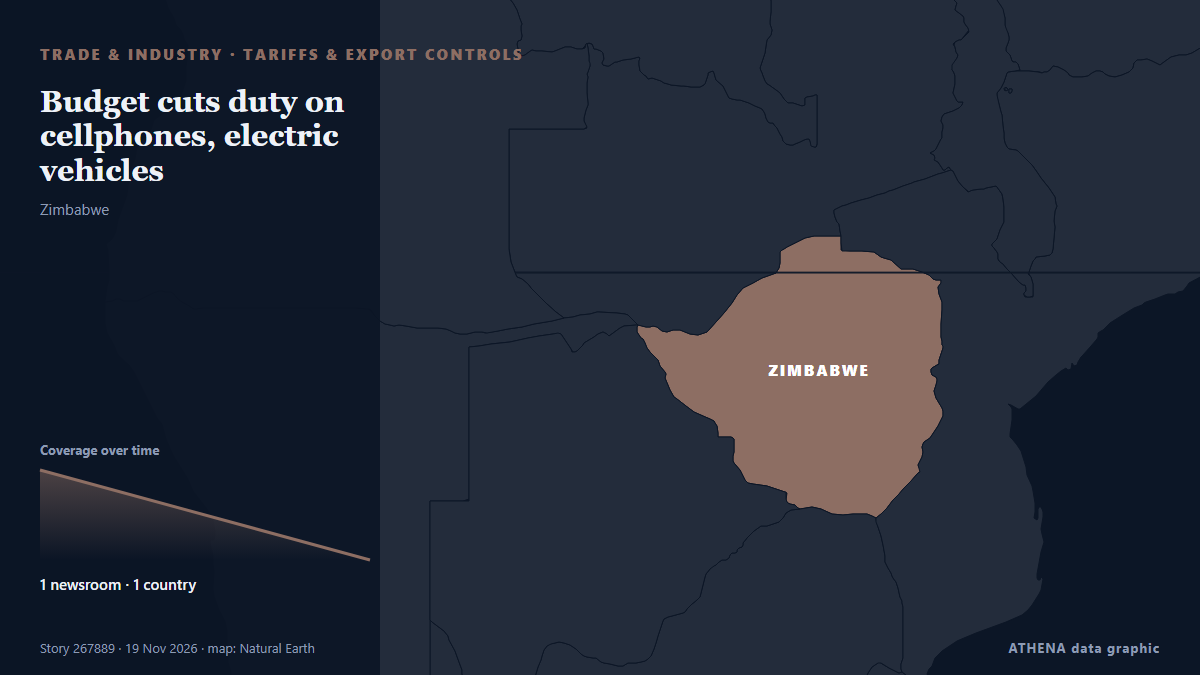 TRADE & INDUSTRY · TARIFFS & EXPORT CONTROLS
Budget cuts duty on
cellphones, electric
vehicles
Zimbabwe
ZIMBABWE
Coverage over time
1 newsroom · 1 country
Story 267889 · 19 Nov 2026 · map: Natural Earth
ATHENA data graphic